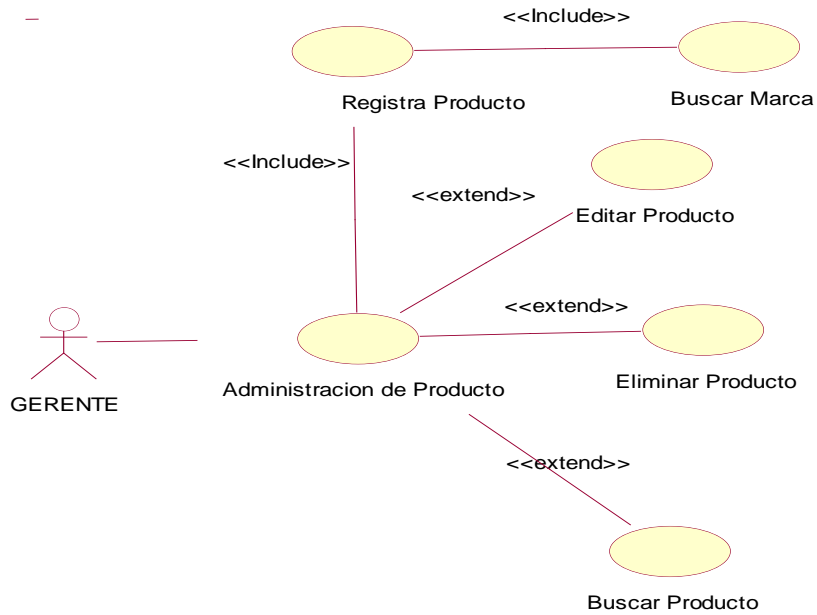 <<Include>>
Registra Producto
Buscar Marca
<<Include>>
<<extend>>
Editar Producto
<<extend>>
Eliminar Producto
Administracion de Producto
GERENTE
<<extend>>
Buscar Producto